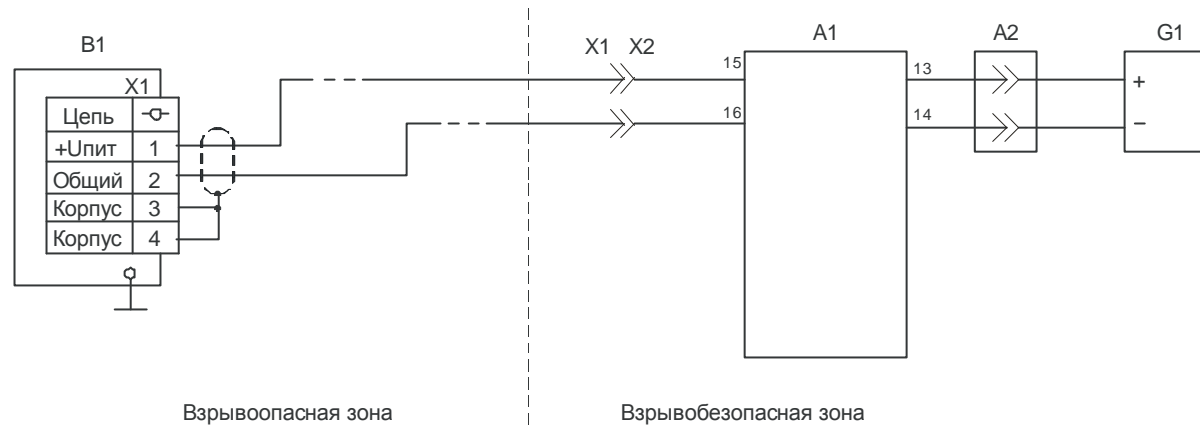 B1
X1 X2
A1
A2
G1
X1
Цепь
+Uпит 1
Общий 2
Корпус 3
Корпус 4
15
16
13
14
+
−
Взрывоопасная зона
Взрывобезопасная зона